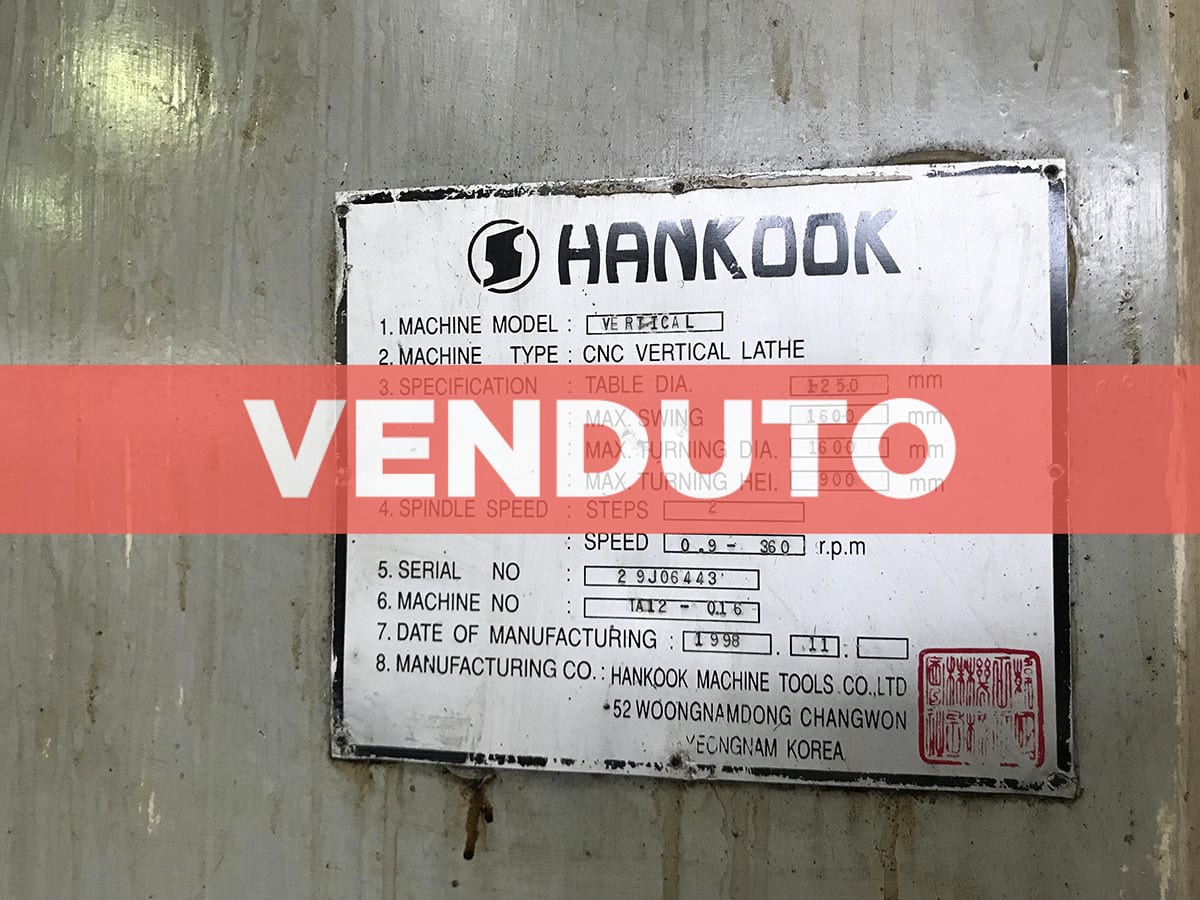 HANKOOK
1. MACHINE MODEL : VERTICAL
2. MACHINE TYPE : CNC VERTICAL LATHE
3. SPECIFICATION : TABLE DIA. 1250 mm
MAX. SWING 1600 mm
: MAX. TURNING DIA. 1600 mm
: MAX. TURNING HEI. 900 mm
VENDUTO
4. SPINDLE SPEED : STEPS 2
: SPEED 0.9 - 360 r.p.m
5. SERIAL NO : 29J06443
6. MACHINE NO : TA12 - 016
7. DATE OF MANUFACTURING : 1998 . 11 .
8. MANUFACTURING CO. : HANKOOK MACHINE TOOLS CO.,LTD
52 WOONGNAMDONG CHANGWON
YEONGNAM KOREA